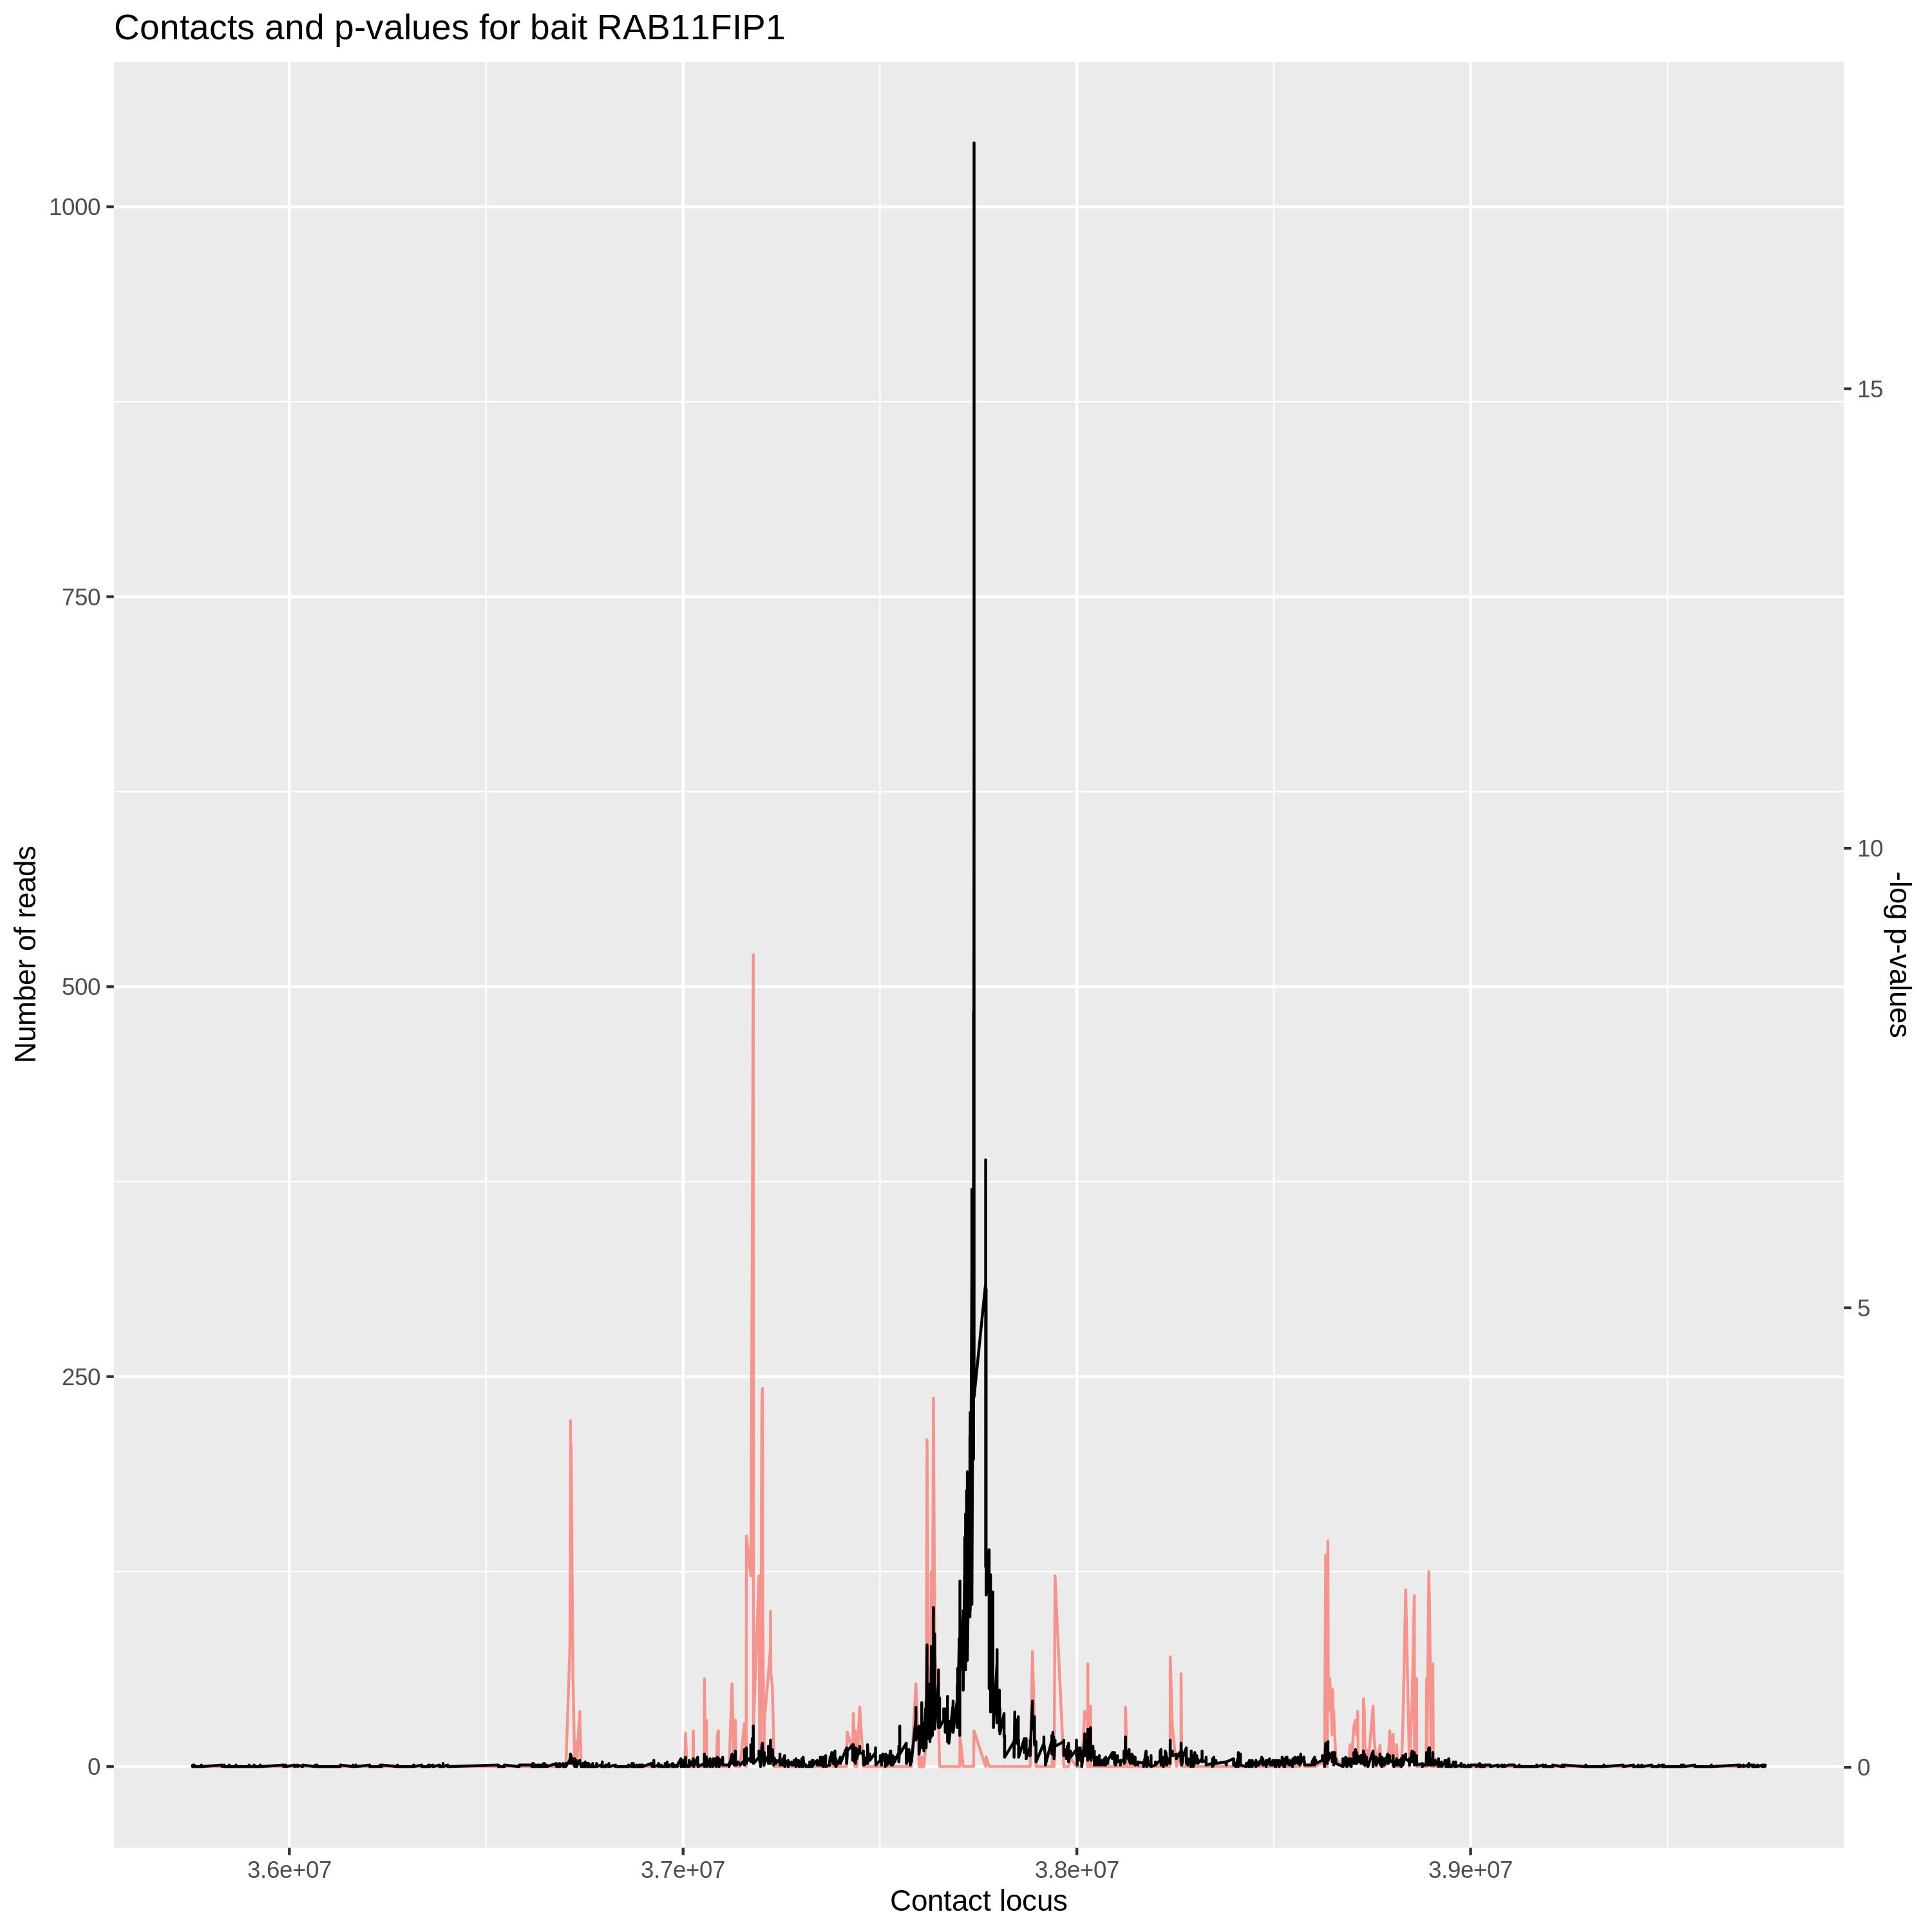 Contacts and p-values for bait RAB11FIP1
1000
750
500
250
0
Number of reads
15
10
5
0
-log p-values
3.6e+07
3.7e+07
3.8e+07
3.9e+07
Contact locus